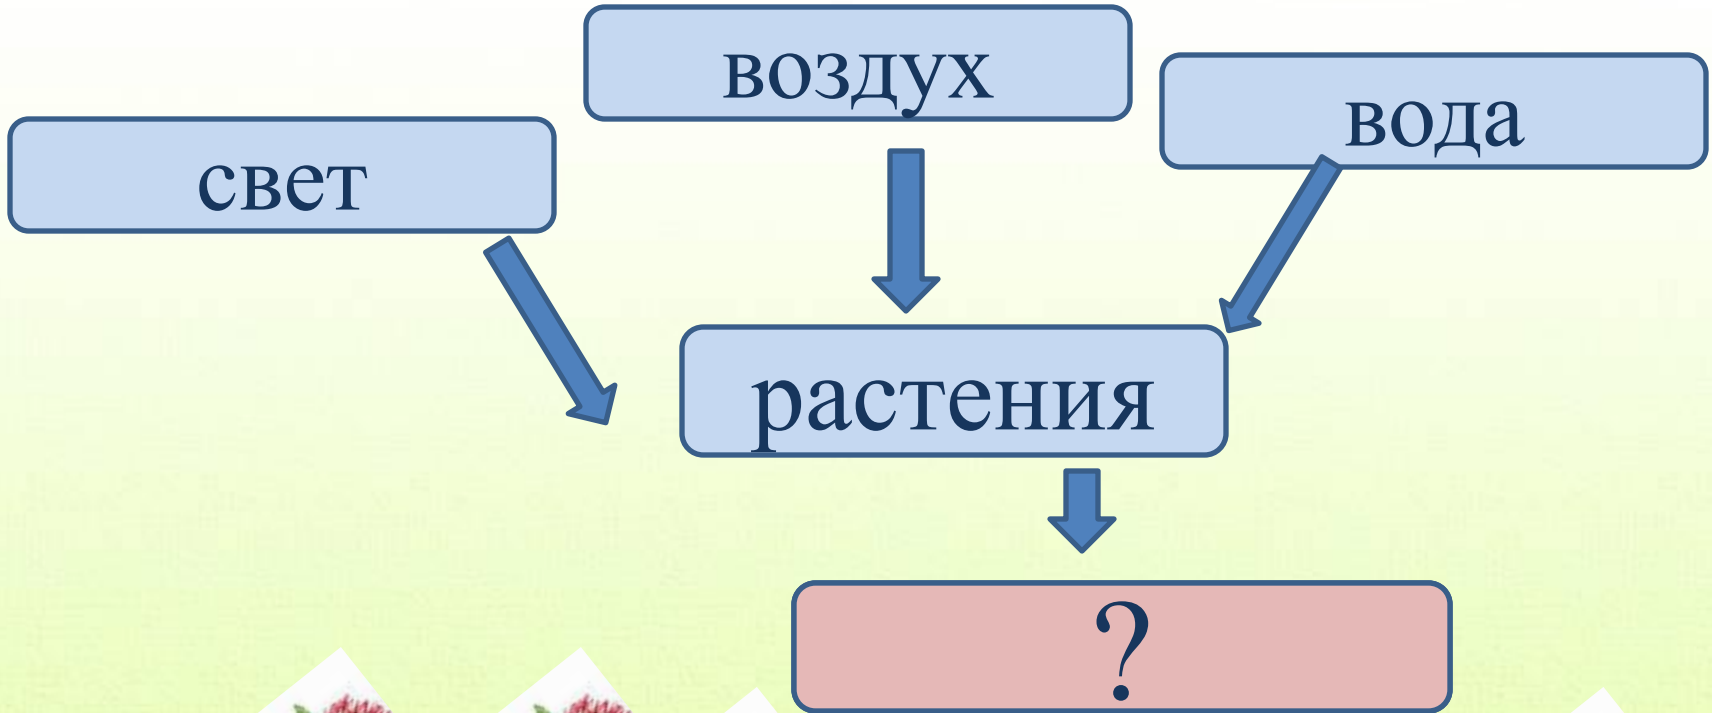 воздух
вода
свет
растения
?